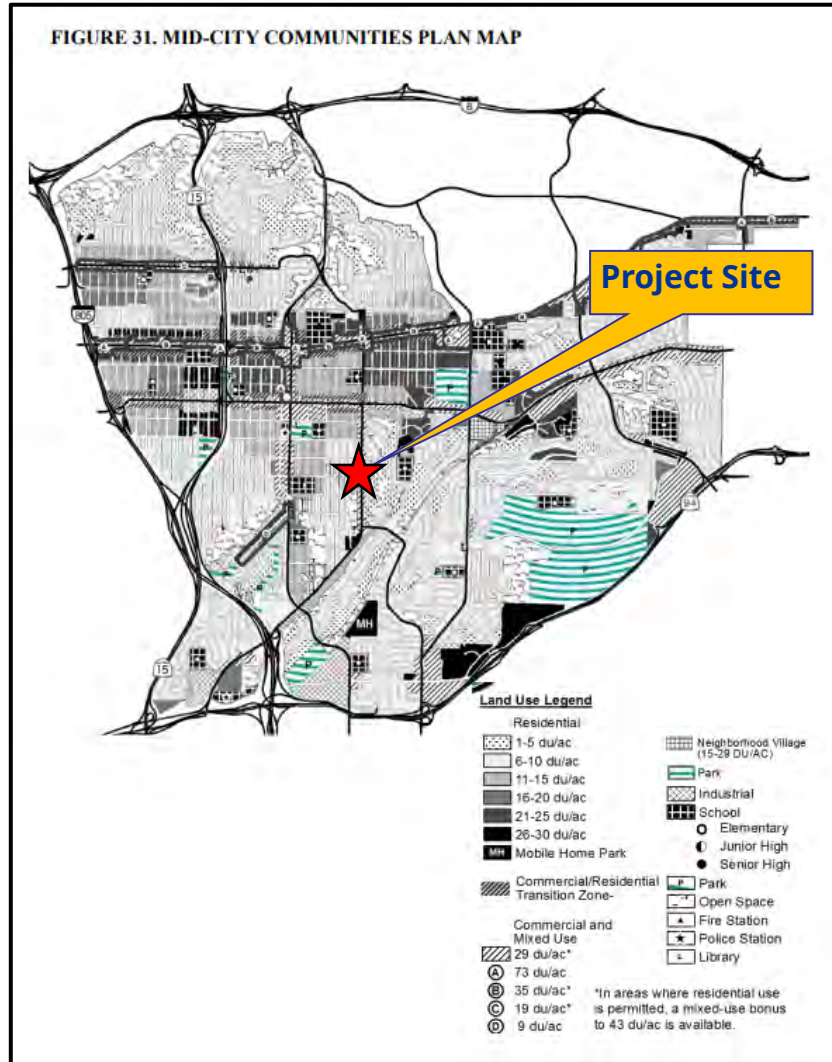 FIGURE 31. MID-CITY COMMUNITIES PLAN MAP
8
15
Project Site
805
P
P
P
94
P
P
MH
15
P
Land Use Legend
Residential
1-5 du/ac
6-10 du/ac
11-15 du/ac
16-20 du/ac
21-25 du/ac
26-30 du/ac
MH Mobile Home Park
Commercial/Residential
Transition Zone-
Commercial and
Mixed Use
29 du/ac*
A 73 du/ac
B 35 du/ac*
C 19 du/ac*
D 9 du/ac
Neighborhood Village
(15-29 DU/AC)
Park
Industrial
School
Elementary
Junior High
Senior High
P Park
Open Space
Fire Station
Police Station
L Library
*In areas where residential use
is permitted, a mixed-use bonus
to 43 du/ac is available.